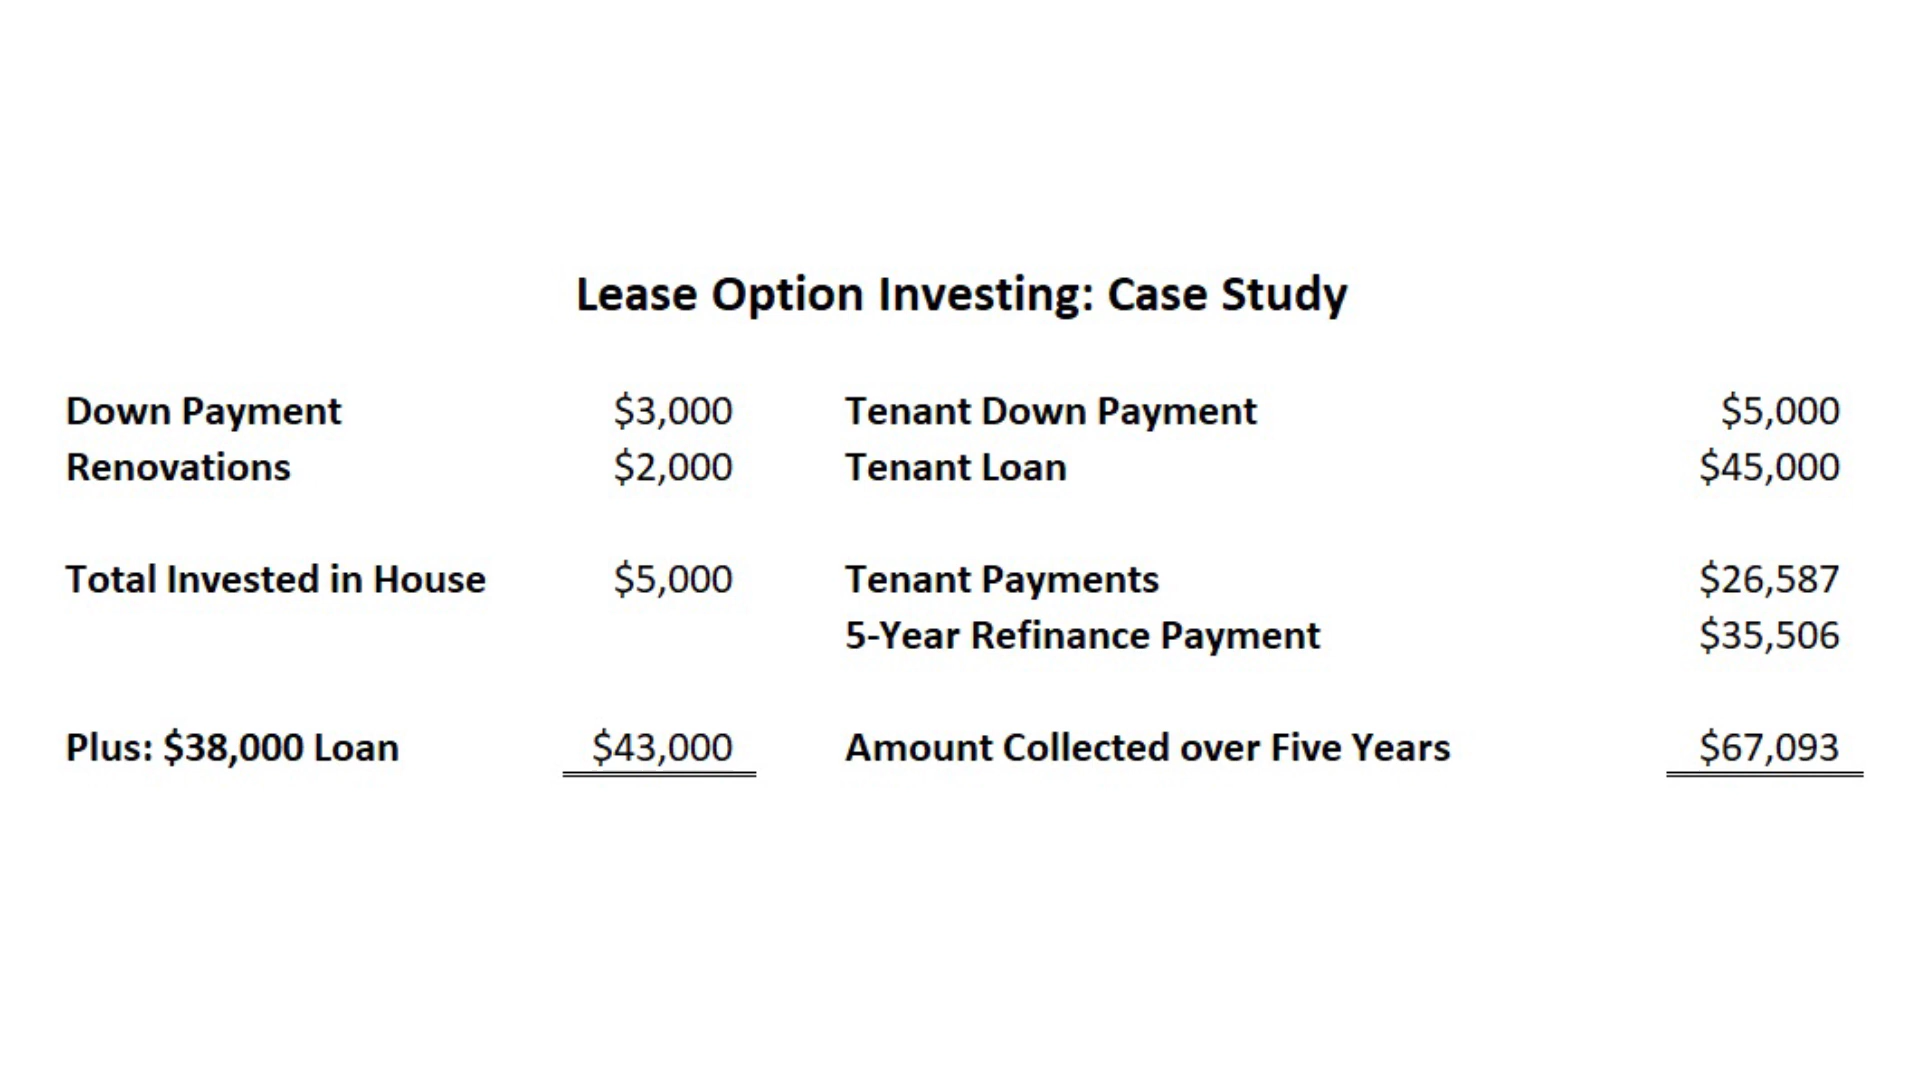 Lease Option Investing: Case Study
Down Payment $3,000 Tenant Down Payment $5,000
Renovations $2,000 Tenant Loan $45,000
Total Invested in House $5,000 Tenant Payments $26,587
5-Year Refinance Payment $35,506
Plus: $38,000 Loan $43,000 Amount Collected over Five Years $67,093